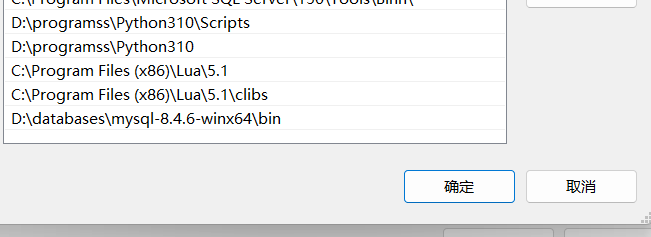 D:\programss\Python310\Scripts
D:\programss\Python310
C:\Program Files (x86)\Lua\5.1
C:\Program Files (x86)\Lua\5.1\clibs
D:\databases\mysql-8.4.6-winx64\bin
确定
取消